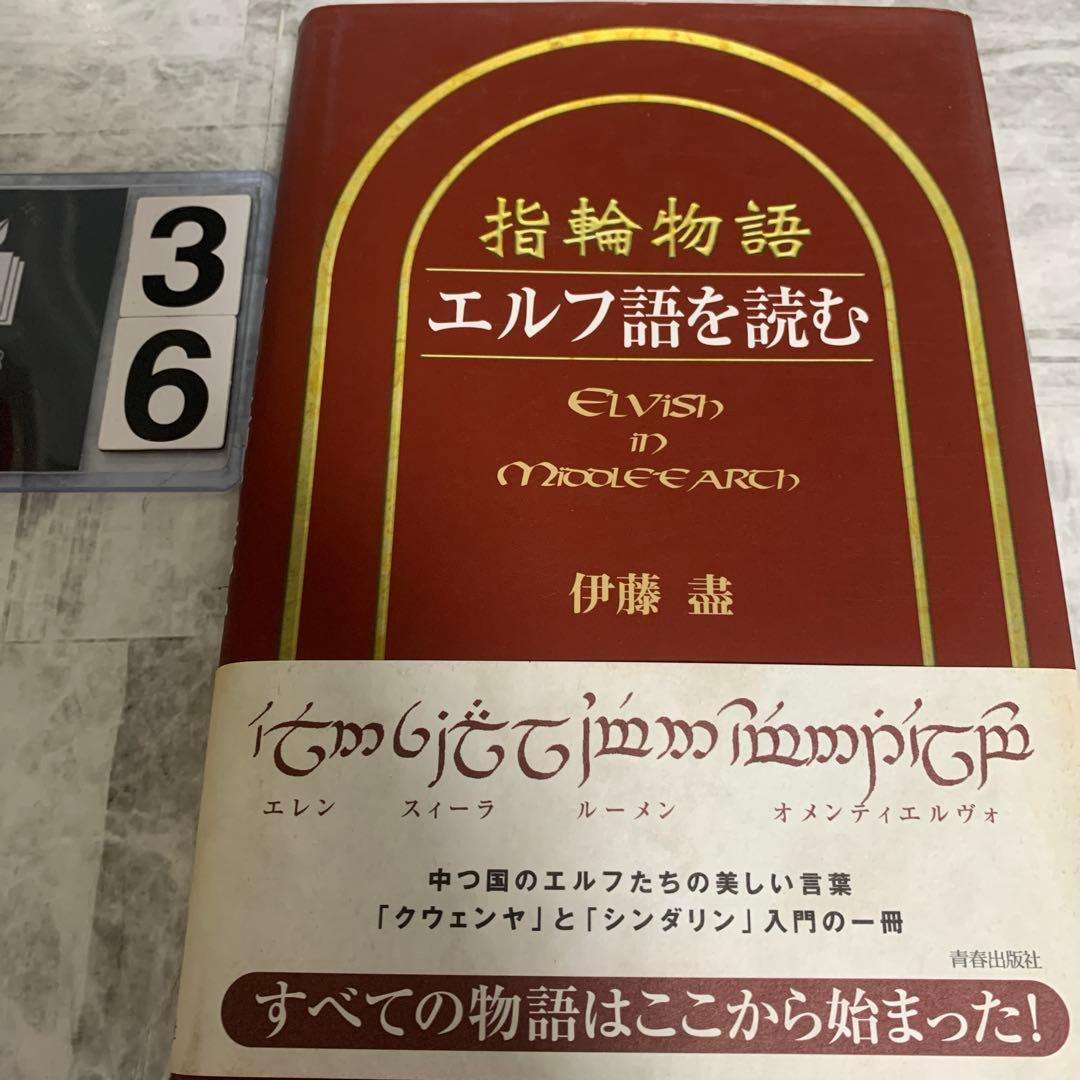 3
6
指輪物語
エルフ語を読む
ELVISH
IN
MIDDLE-EARTH
伊藤 盡
エレン スィーラ ルーメン オメンティエルヴォ
中つ国のエルフたちの美しい言葉
「クウェンヤ」と「シンダリン」入門の一冊
青春出版社
すべての物語はここから始まった!